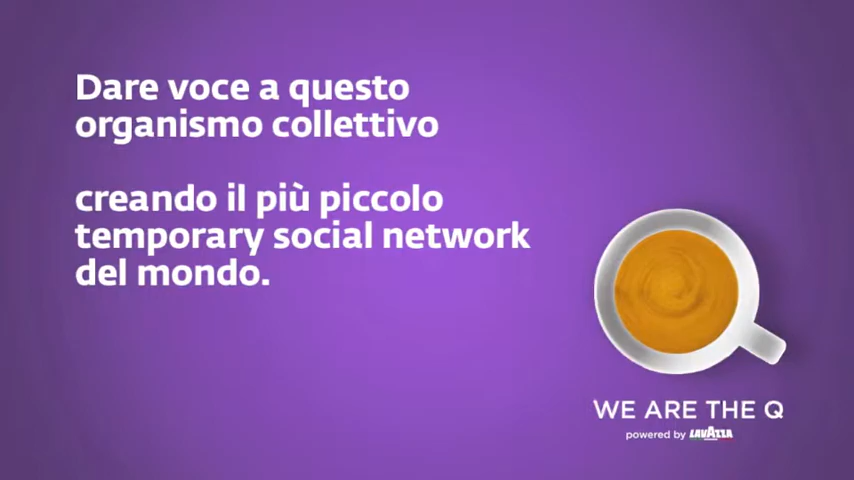 Dare voce a questo
organismo collettivo
creando il più piccolo
temporary social network
del mondo.
WE ARE THE Q
powered by LAVAZZA